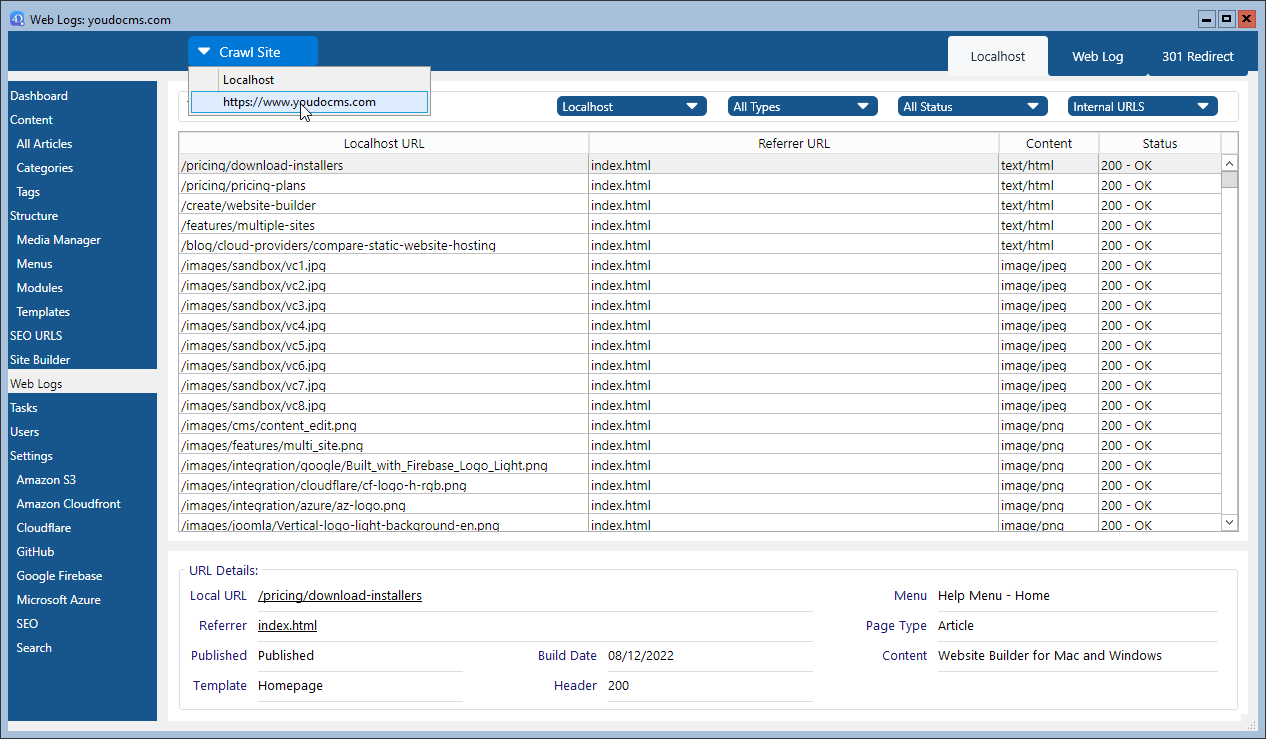 Web Logs: youdocms.com
Crawl Site
Localhost
Web Log
301 Redirect
Localhost
https://www.youdocms.com
Localhost
All Types
All Status
Internal URLS
Dashboard
Content
All Articles
Categories
Tags
Structure
Media Manager
Menus
Modules
Templates
SEO URLS
Site Builder
Web Logs
Tasks
Users
Settings
Amazon S3
Amazon Cloudfront
Cloudflare
GitHub
Google Firebase
Microsoft Azure
SEO
Search
Localhost URL Referrer URL Content Status
/pricing/download-installers index.html text/html 200 - OK
/pricing/pricing-plans index.html text/html 200 - OK
/create/website-builder index.html text/html 200 - OK
/features/multiple-sites index.html text/html 200 - OK
/blog/cloud-providers/compare-static-website-hosting index.html text/html 200 - OK
/images/sandbox/vc1.jpg index.html image/jpeg 200 - OK
/images/sandbox/vc2.jpg index.html image/jpeg 200 - OK
/images/sandbox/vc3.jpg index.html image/jpeg 200 - OK
/images/sandbox/vc4.jpg index.html image/jpeg 200 - OK
/images/sandbox/vc5.jpg index.html image/jpeg 200 - OK
/images/sandbox/vc6.jpg index.html image/jpeg 200 - OK
/images/sandbox/vc7.jpg index.html image/jpeg 200 - OK
/images/sandbox/vc8.jpg index.html image/jpeg 200 - OK
/images/cms/content_edit.png index.html image/png 200 - OK
/images/features/multi_site.png index.html image/png 200 - OK
/images/integration/google/Built_with_Firebase_Logo_Light.png index.html image/png 200 - OK
/images/integration/cloudflare/cf-logo-h-rgb.png index.html image/png 200 - OK
/images/integration/azure/az-logo.png index.html image/png 200 - OK
/images/joomla/Vertical-logo-light-background-en.png index.html image/png 200 - OK
URL Details:
Local URL /pricing/download-installers Menu Help Menu - Home
Referrer index.html Page Type Article
Published Published Build Date 08/12/2022 Content Website Builder for Mac and Windows
Template Homepage Header 200